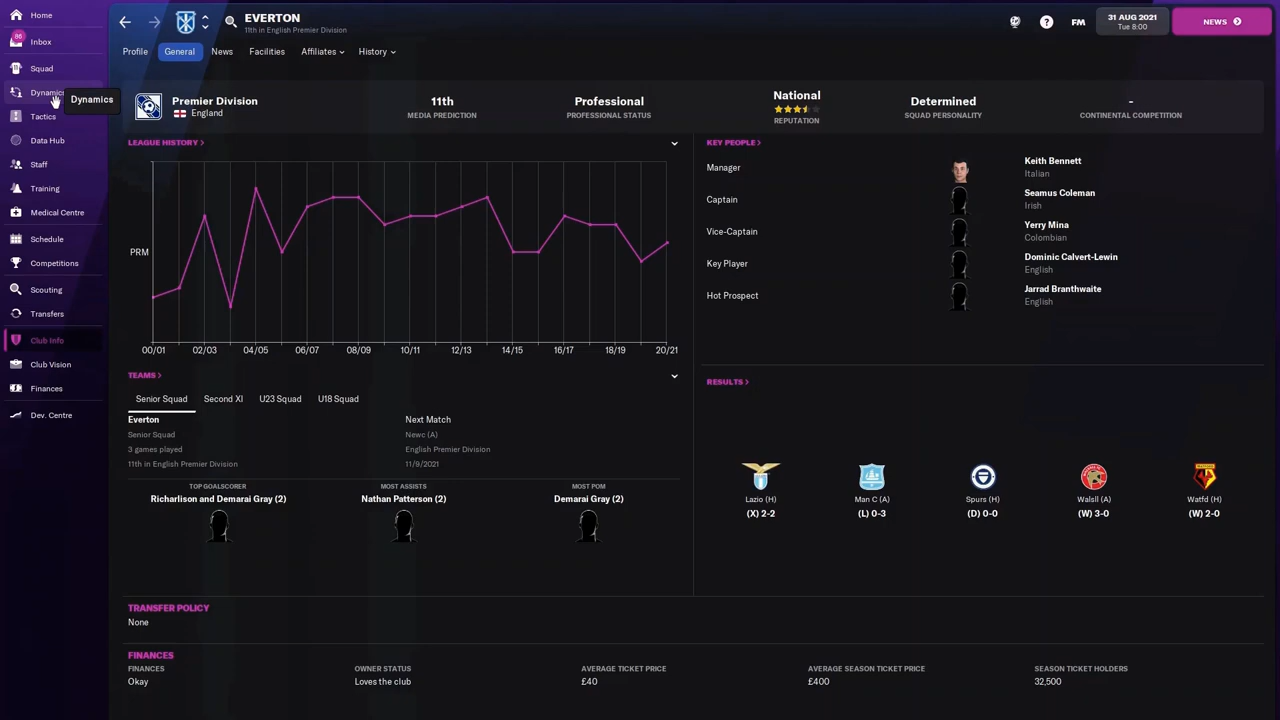 Home
EVERTON
11th in English Premier Division
FM
31 AUG 2021
Tue 8:00
NEWS
86
Inbox
Profile
General
News
Facilities
Affiliates
History
Squad
Dynamics
Dynamics
Tactics
Data Hub
Staff
Training
Medical Centre
Schedule
Competitions
Scouting
Transfers
Club Info
Club Vision
Finances
Dev. Centre
Premier Division
England
11th
MEDIA PREDICTION
Professional
PROFESSIONAL STATUS
National
REPUTATION
Determined
SQUAD PERSONALITY
-
CONTINENTAL COMPETITION
LEAGUE HISTORY >
PRM
00/01 02/03 04/05 06/07 08/09 10/11 12/13 14/15 16/17 18/19 20/21
KEY PEOPLE >
Manager
Keith Bennett
Italian
Captain
Seamus Coleman
Irish
Vice-Captain
Yerry Mina
Colombian
Key Player
Dominic Calvert-Lewin
English
Hot Prospect
Jarrad Branthwaite
English
TEAMS >
Senior Squad Second XI U23 Squad U18 Squad
Everton
Senior Squad
3 games played
11th in English Premier Division
Next Match
Newc (A)
English Premier Division
11/9/2021
TOP GOALSCORER
Richarlison and Demarai Gray (2)
MOST ASSISTS
Nathan Patterson (2)
MOST POM
Demarai Gray (2)
RESULTS >
Lazio (H)
(X) 2-2
Man C (A)
(L) 0-3
Spurs (H)
(D) 0-0
Walsll (A)
(W) 3-0
Watfd (H)
(W) 2-0
TRANSFER POLICY
None
FINANCES
FINANCES
Okay
OWNER STATUS
Loves the club
AVERAGE TICKET PRICE
£40
AVERAGE SEASON TICKET PRICE
£400
SEASON TICKET HOLDERS
32,500